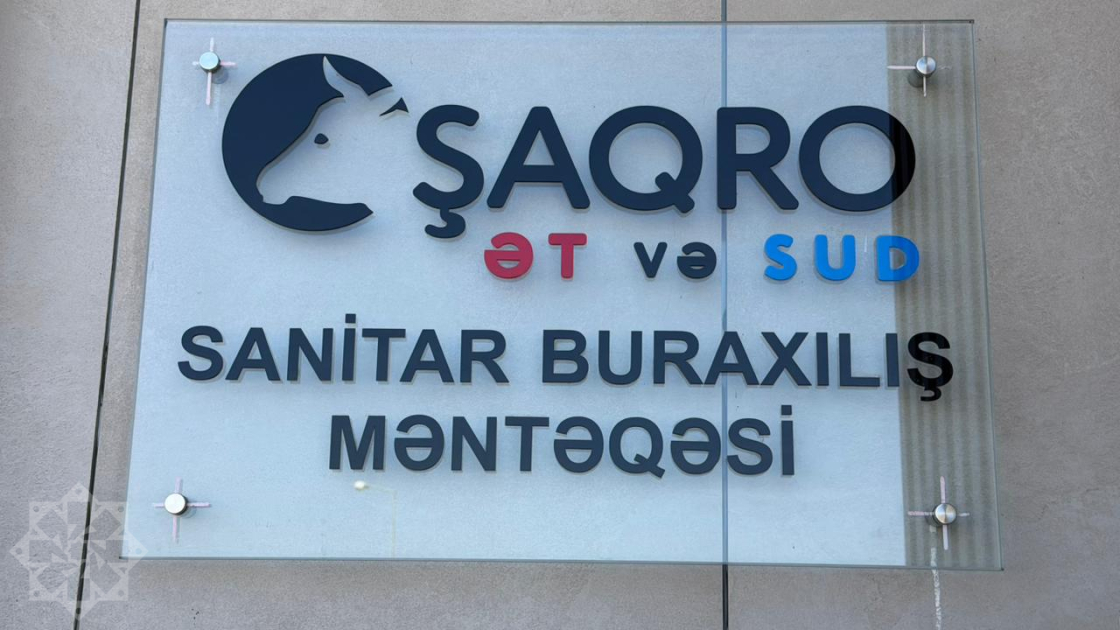 ŞAQRO
ƏT və SUD
SANİTAR BURAXILIŞ
MƏNTƏQƏSİ